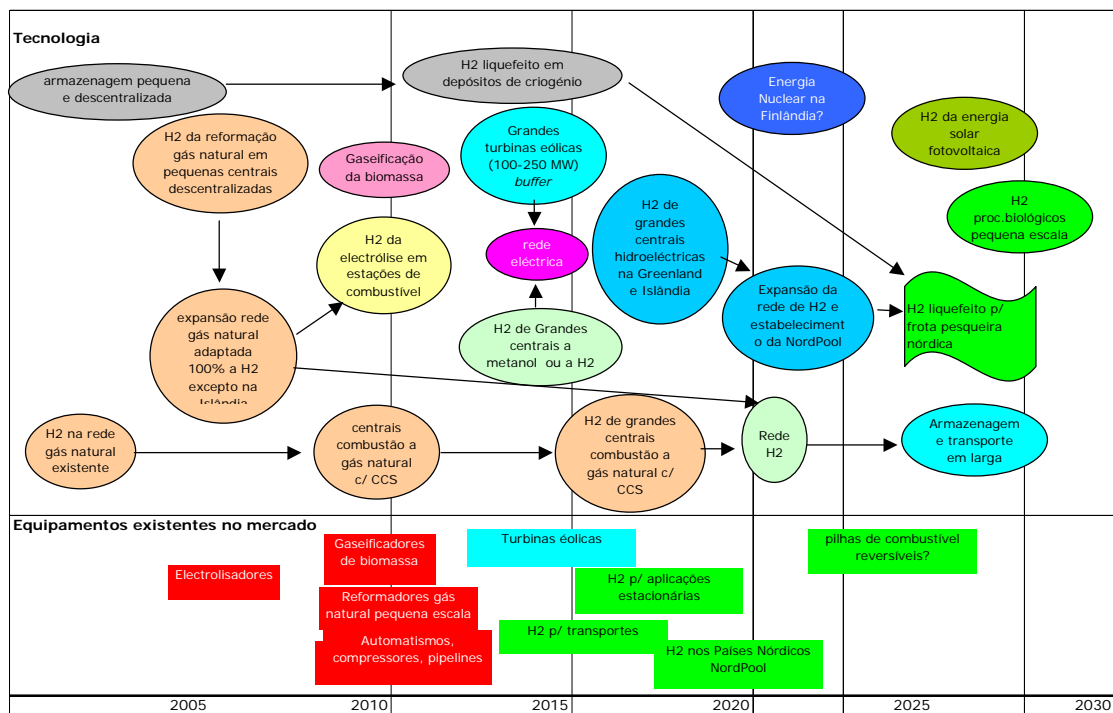 Tecnologia
armazenagem pequena
e descentralizada
H2 liquefeito em
depósitos de criogénio
Energia
Nuclear na
Finlândia?
H2 da energia
solar
fotovoltaica
H2 da reformação
gás natural em
pequenas centrais
descentralizadas
Gaseificação
da biomassa
Grandes
turbinas eólicas
(100-250 MW)
buffer
H2 de
grandes
centrais
hidroeléctricas
na Greenland
e Islândia
H2
proc.biológicos
pequena escala
H2 da
electrólise em
estações de
combustível
rede
eléctrica
Expansão da
rede de H2 e
estabeleciment
o da NordPool
H2 liquefeito p/
frota pesqueira
nórdica
expansão rede
gás natural
adaptada
100% a H2
excepto na
Islândia
H2 de Grandes
centrais a
metanol ou a H2
H2 na rede
gás natural
existente
centrais
combustão a
gás natural
c/ CCS
H2 de grandes
centrais
combustão a
gás natural c/
CCS
Rede
H2
Armazenagem
e transporte
em larga
Equipamentos existentes no mercado
Electrolisadores
Gaseificadores
de biomassa
Turbinas éolicas
pilhas de combustível
reversíveis?
Reformadores gás
natural pequena escala
H2 p/ aplicações
estacionárias
Automatismos,
compressores, pipelines
H2 p/ transportes
H2 nos Países Nórdicos
NordPool
2005 2010 2015 2020 2025 2030